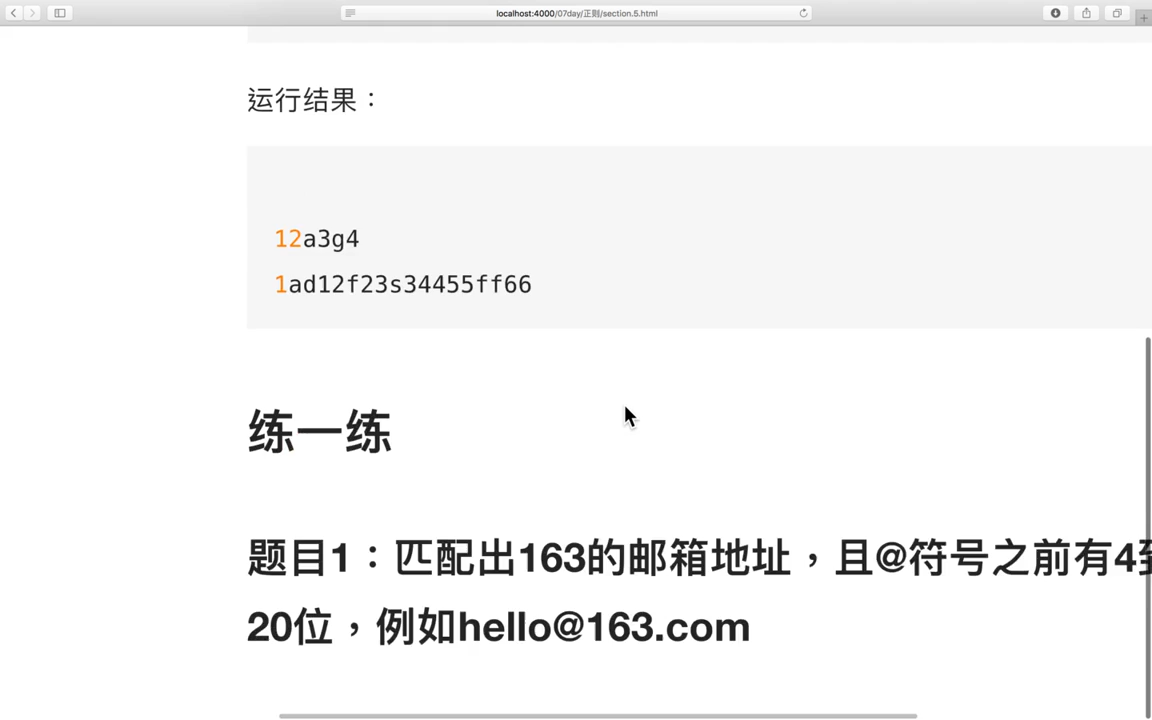 localhost:4000/07day/正则/section.5.html
运行结果：
12a3g4
1ad12f23s34455ff66
练一练
题目1：匹配出163的邮箱地址，且@符号之前有4到
20位，例如hello@163.com